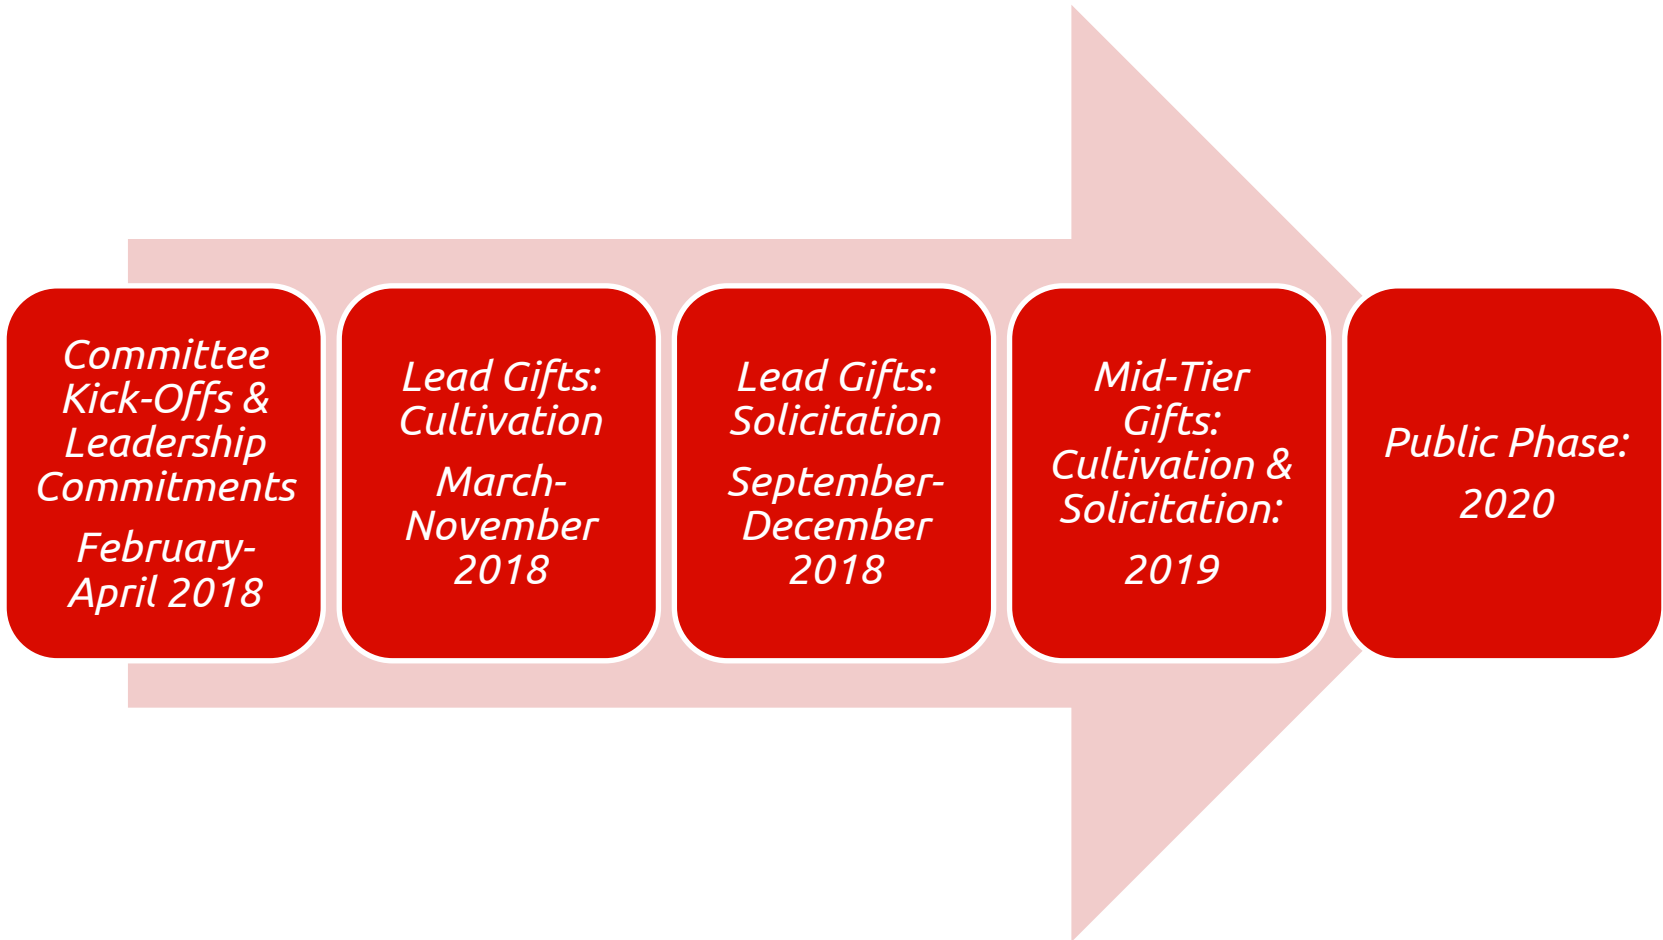 Committee
Kick-Offs &
Leadership
Commitments
February-
April 2018
Lead Gifts:
Cultivation
March-
November
2018
Lead Gifts:
Solicitation
September-
December
2018
Mid-Tier
Gifts:
Cultivation &
Solicitation:
2019
Public Phase:
2020